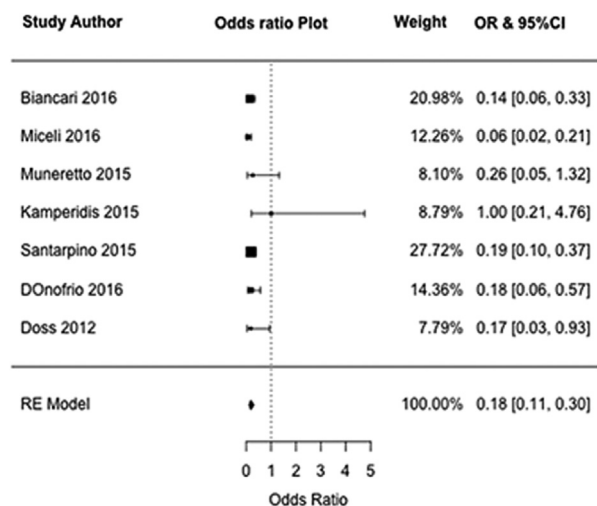 Study Author Odds ratio Plot Weight OR & 95%CI
Biancari 2016 20.98% 0.14 [0.06, 0.33]
Miceli 2016 12.26% 0.06 [0.02, 0.21]
Muneretto 2015 8.10% 0.26 [0.05, 1.32]
Kamperidis 2015 8.79% 1.00 [0.21, 4.76]
Santarpino 2015 27.72% 0.19 [0.10, 0.37]
DOnofrio 2016 14.36% 0.18 [0.06, 0.57]
Doss 2012 7.79% 0.17 [0.03, 0.93]
RE Model 100.00% 0.18 [0.11, 0.30]
0 1 2 3 4 5
Odds Ratio